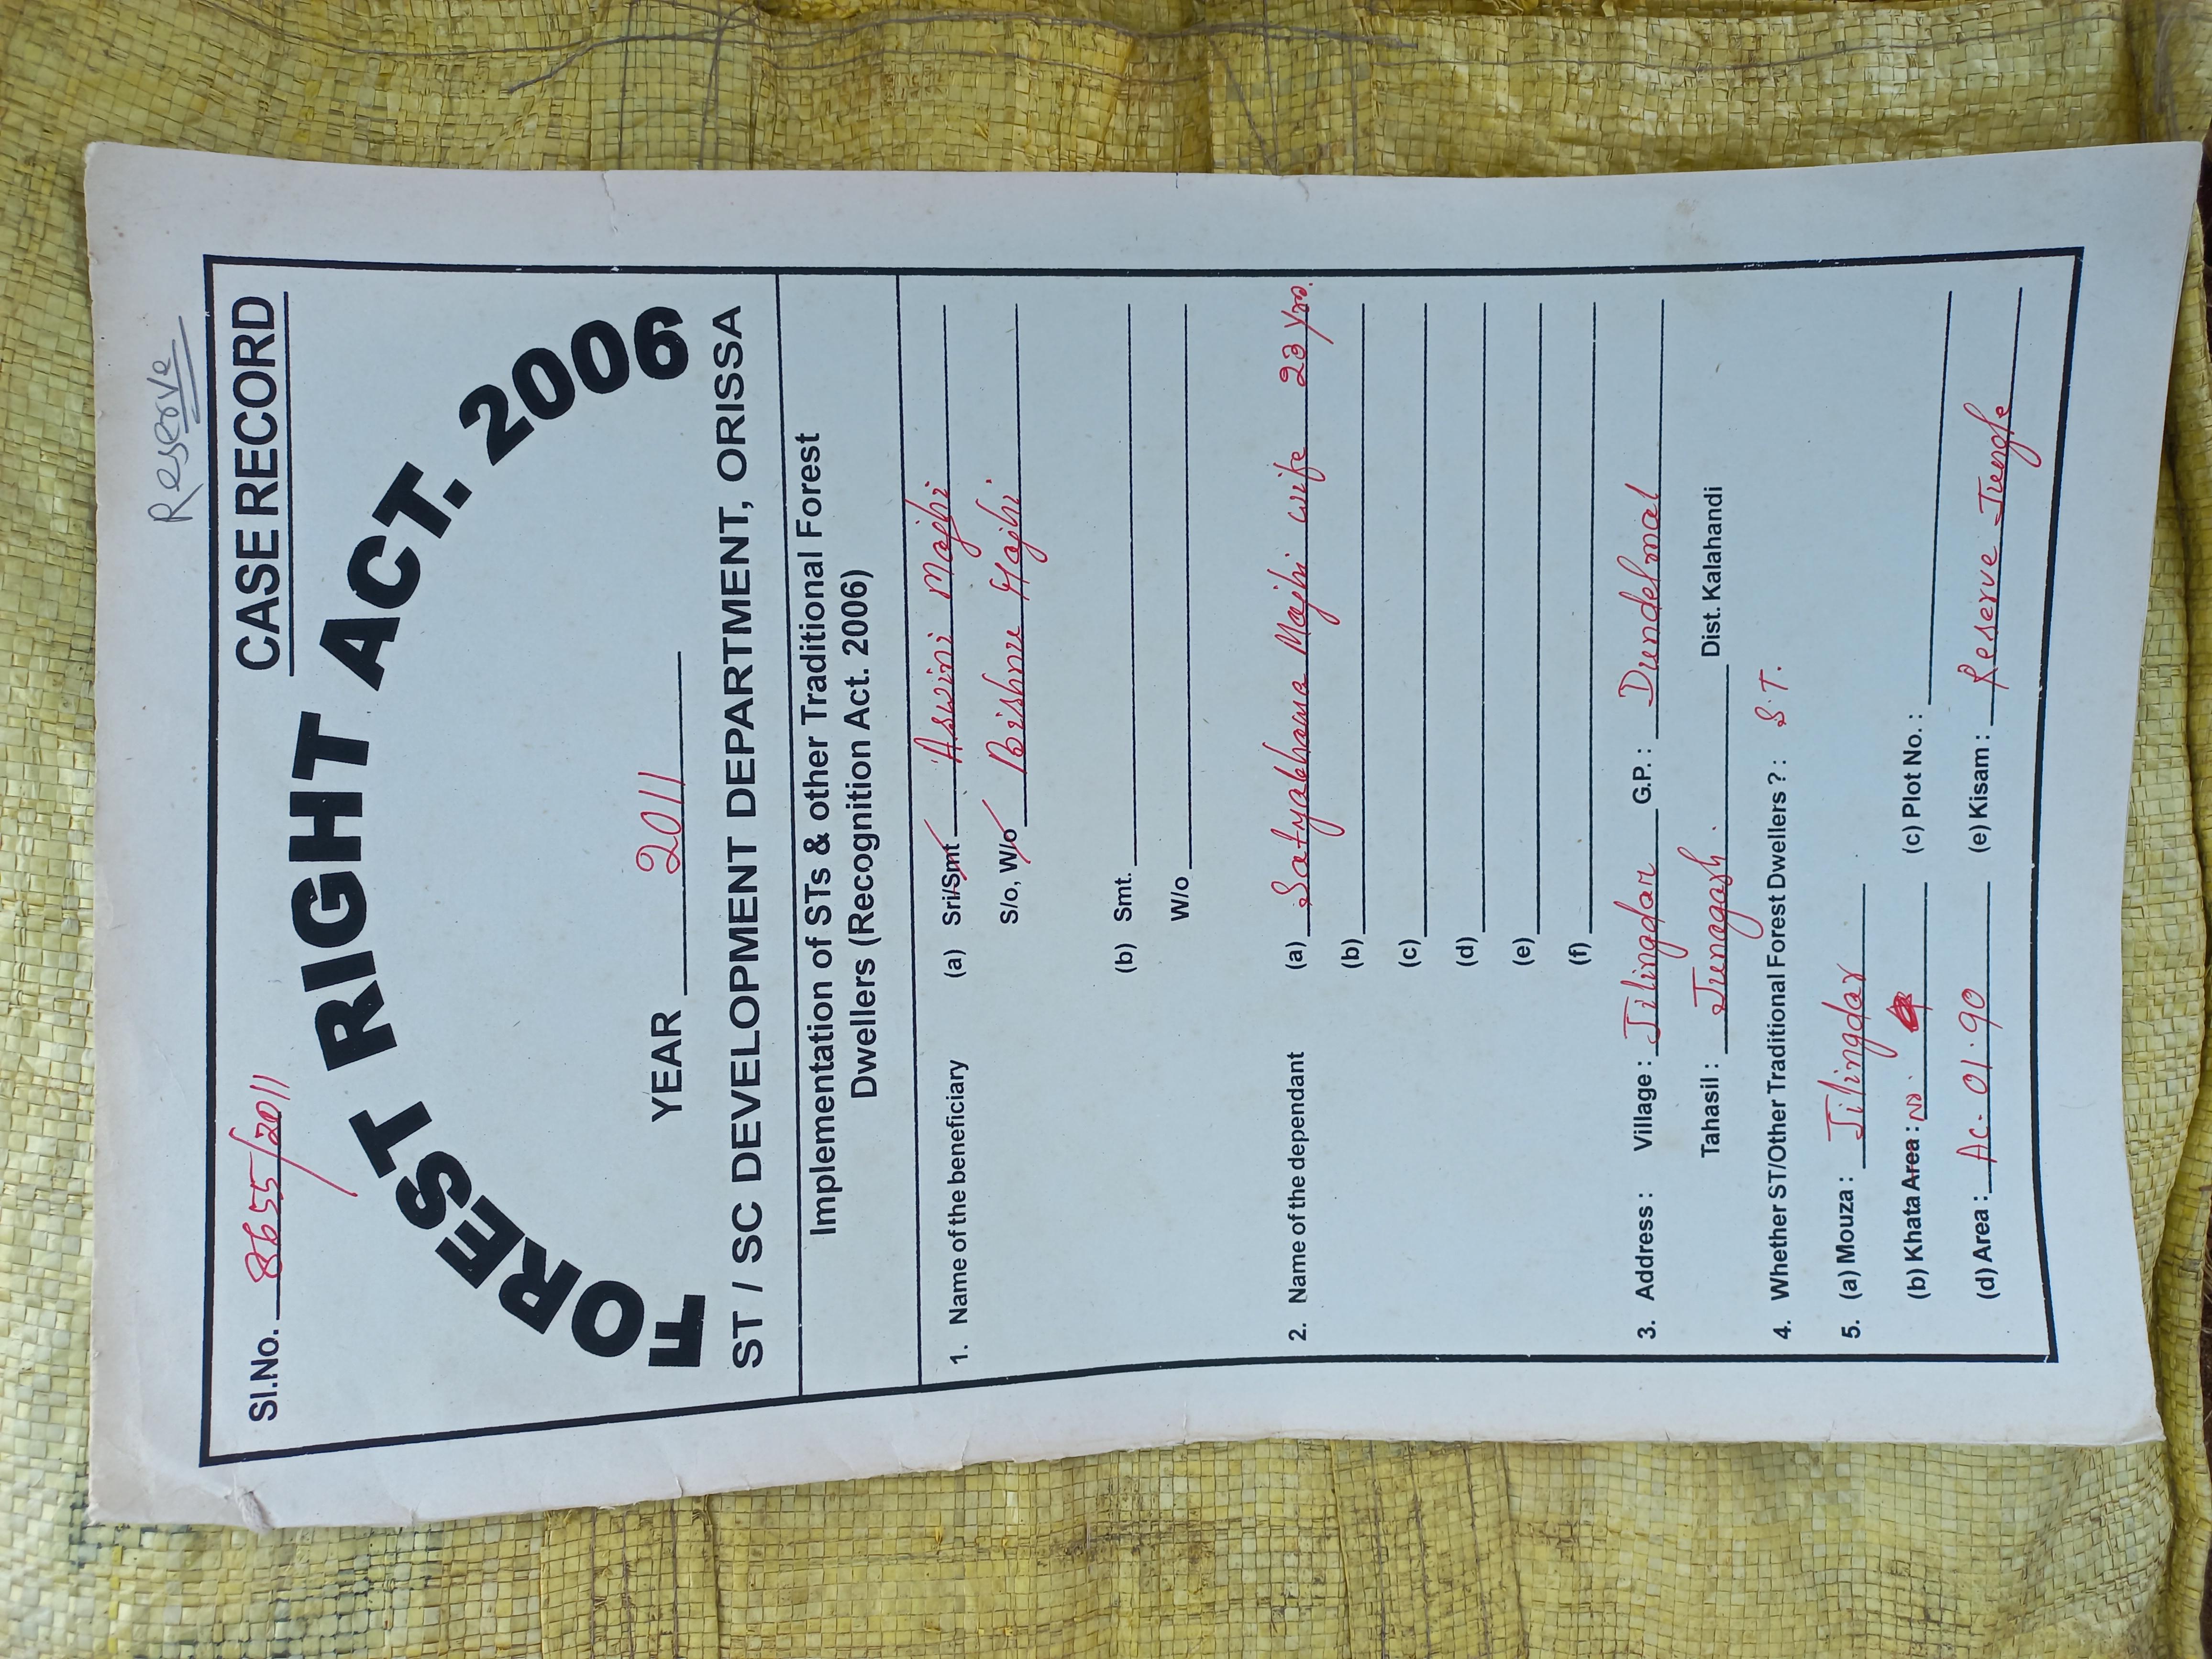 Reserve
Sl.No. 8655/2011 CASE RECORD
FOREST RIGHT ACT. 2006
YEAR 2011
ST / SC DEVELOPMENT DEPARTMENT, ORISSA
Implementation of STs & other Traditional Forest
Dwellers (Recognition Act. 2006)
1. Name of the beneficiary (a) Sri/Smt Aswini Majhi
S/o, W/o Bishnu Majhi
(b) Smt.
W/o
2. Name of the dependant (a) Satyabhama Majhi wife 23 yrs.
(b)
(c)
(d)
(e)
(f)
3. Address : Village : Jilingdar G.P. : Dundelmal
Tahasil : Junagarh. Dist. Kalahandi
4. Whether ST/Other Traditional Forest Dwellers ? : S.T.
5. (a) Mouza : Jilingdar
(b) Khata Area : No. (c) Plot No. :
(d) Area : Ac. 01.90 (e) Kisam : Reserve Jungle